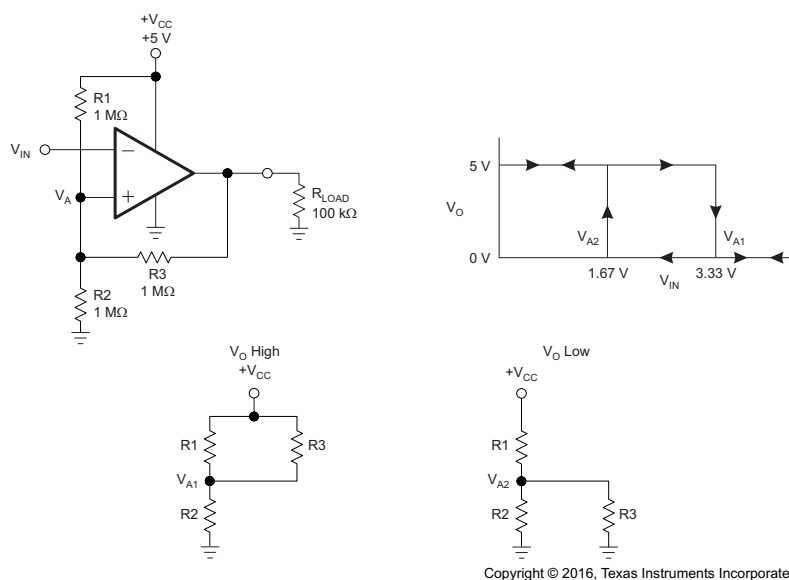 +VCC
+5 V
R1
1 MΩ
VIN
VA
RLOAD
100 kΩ
R3
1 MΩ
R2
1 MΩ
5 V
VO
VA2
VA1
0 V
1.67 V
VIN
3.33 V
VO High
+VCC
R1
R3
VA1
R2
VO Low
+VCC
R1
VA2
R2
R3
Copyright © 2016, Texas Instruments Incorporate